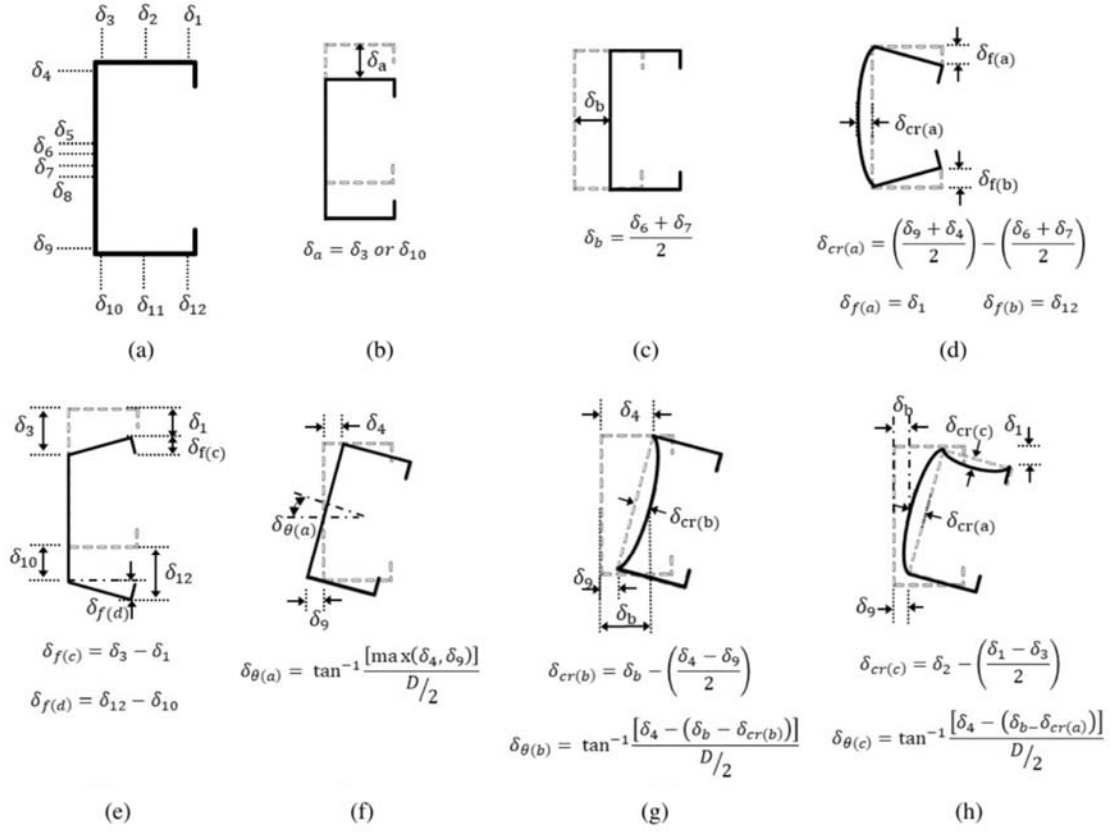 δ3 δ2 δ1
δ4
δ5
δ6
δ7
δ8
δ9
δ10 δ11 δ12
(a)
δa
δa = δ3 or δ10
(b)
δb
δb = (δ6 + δ7)/2
(c)
δf(a)
δcr(a)
δf(b)
δcr(a) = ((δ9 + δ4)/2) − ((δ6 + δ7)/2)
δf(a) = δ1 δf(b) = δ12
(d)
δ3 δ1
δf(c)
δ10 δ12
δf(d)
δf(c) = δ3 − δ1
δf(d) = δ12 − δ10
(e)
δ4
δθ(a)
δ9
δθ(a) = tan⁻¹ [max(δ4, δ9)] / D/2
(f)
δ4
δcr(b)
δ9
δb
δcr(b) = δb − ((δ4 − δ9)/2)
δθ(b) = tan⁻¹ [δ4 − (δb − δcr(b))] / D/2
(g)
δb δcr(c) δ1
δcr(a)
δ9
δcr(c) = δ2 − ((δ1 − δ3)/2)
δθ(c) = tan⁻¹ [δ4 − (δb−δcr(a))] / D/2
(h)